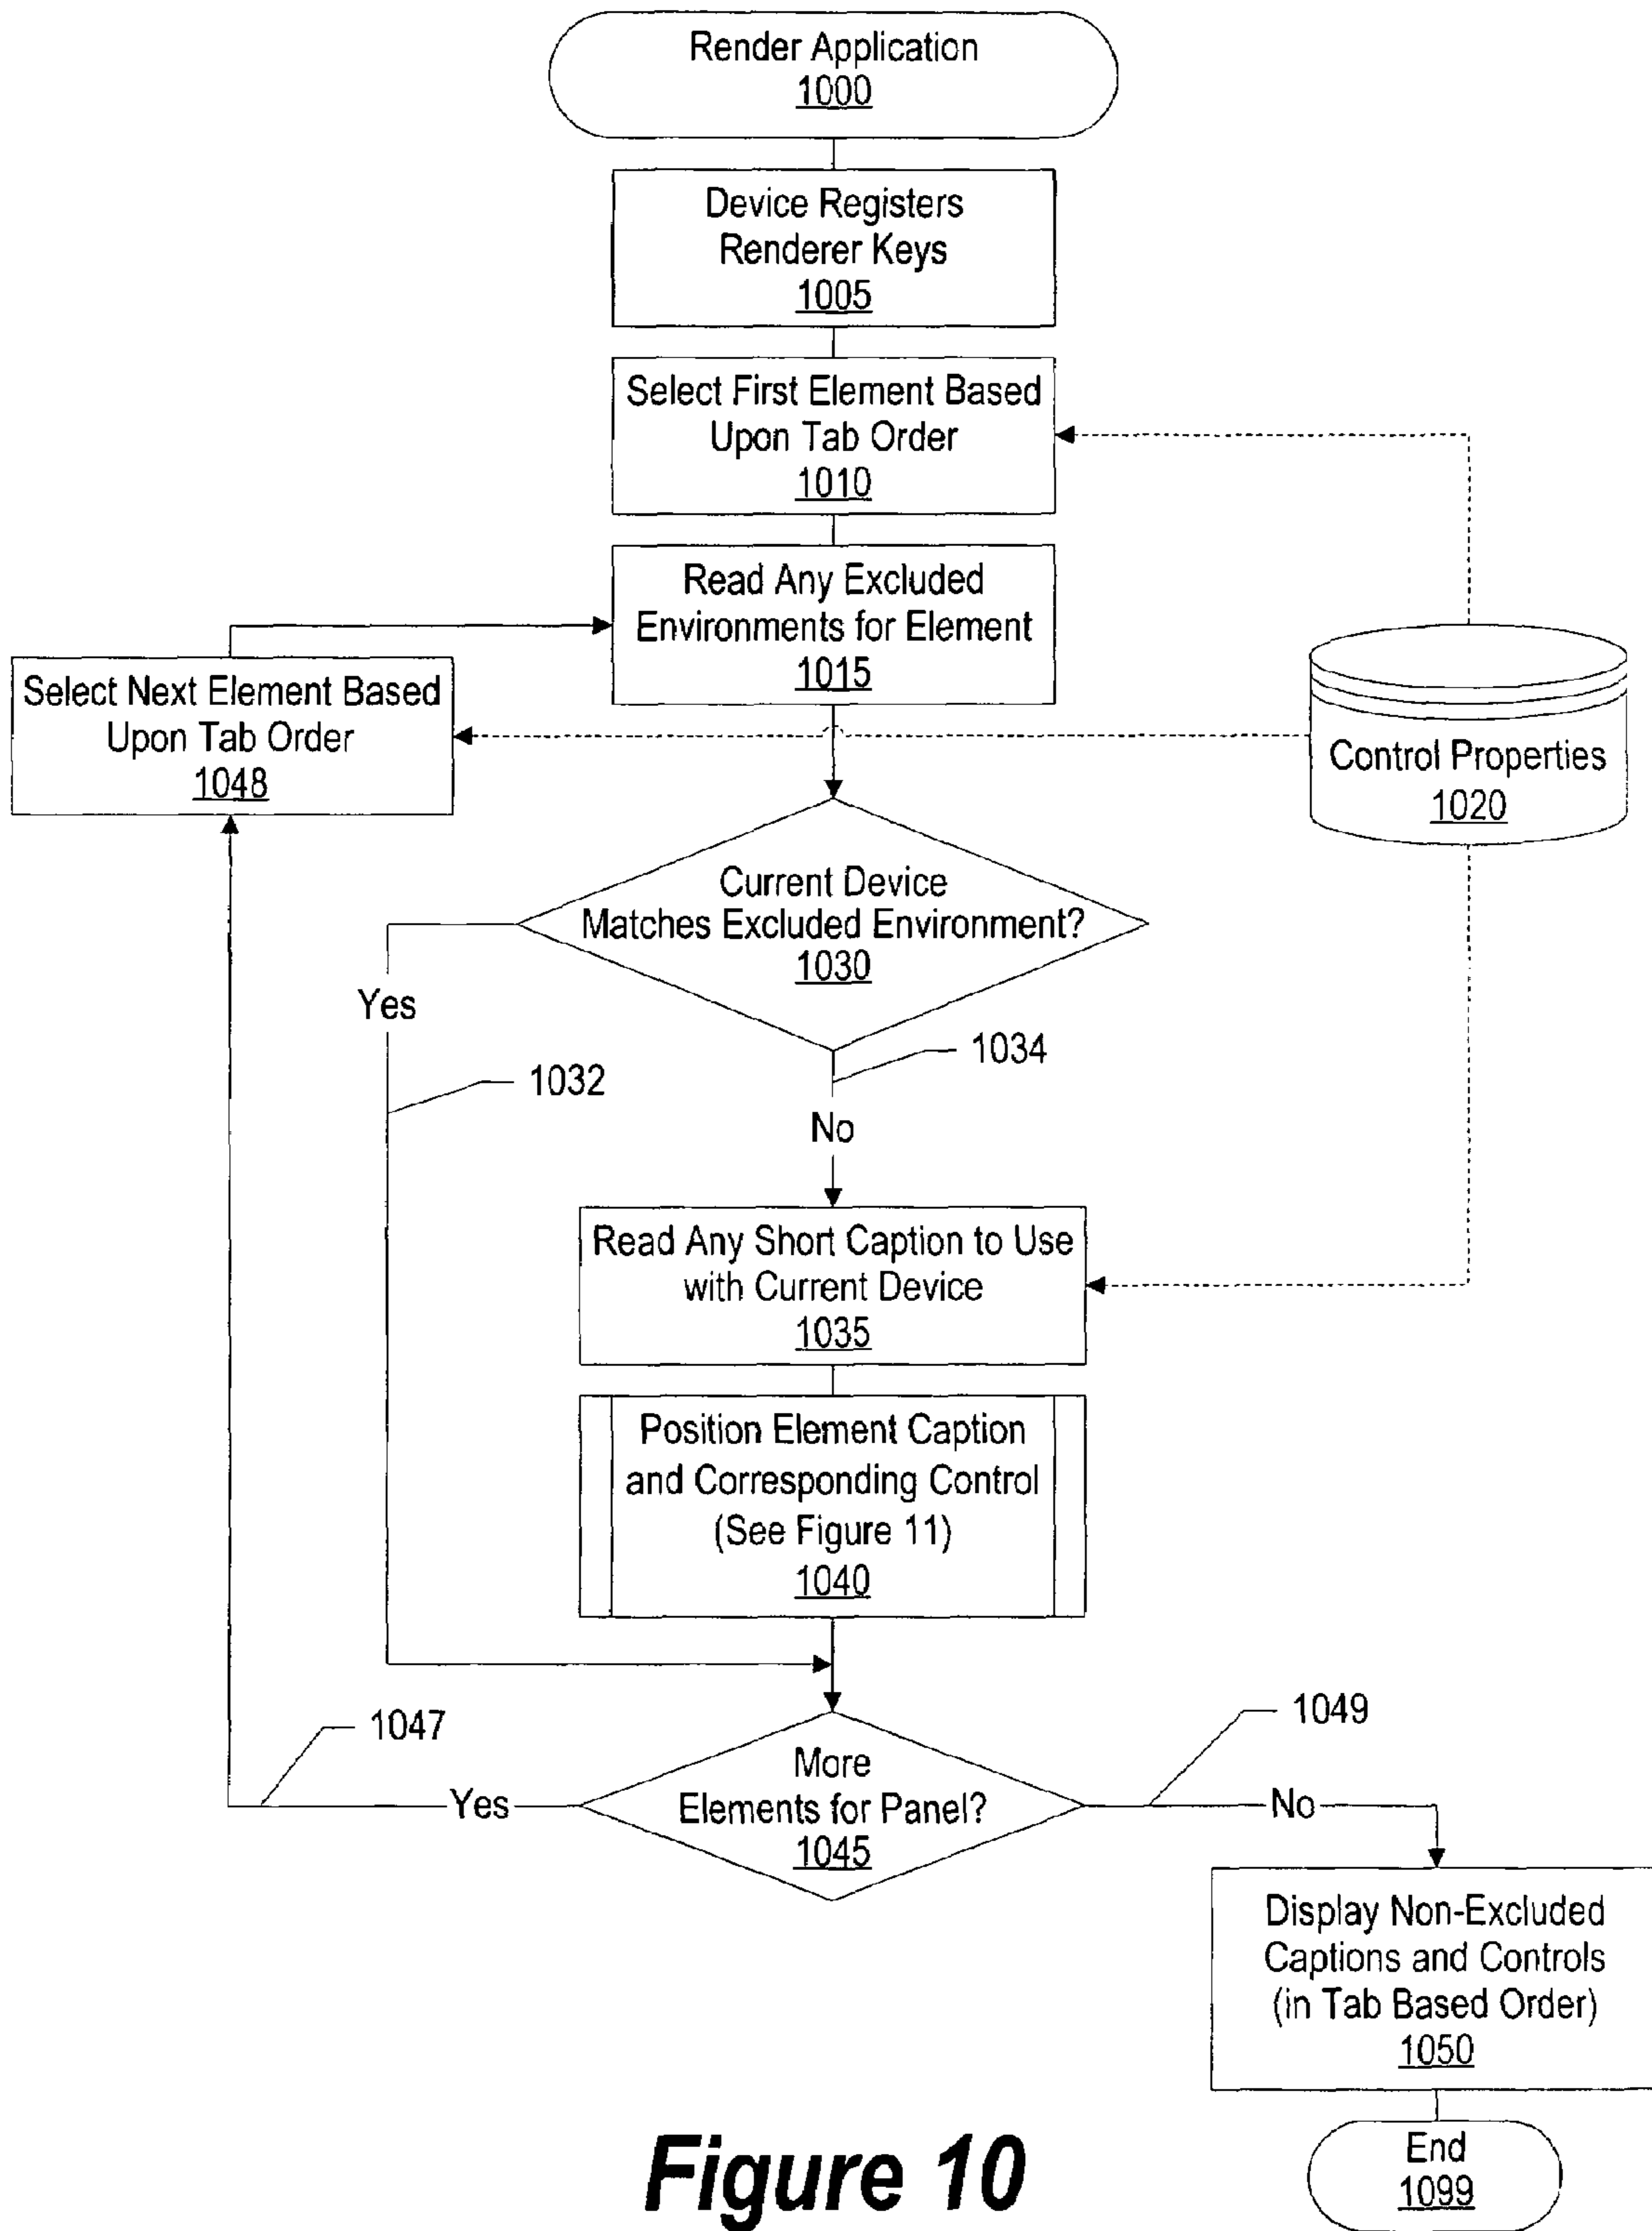 Render Application
1000
Device Registers
Renderer Keys
1005
Select First Element Based
Upon Tab Order
1010
Read Any Excluded
Environments for Element
1015
Select Next Element Based
Upon Tab Order
1048
Control Properties
1020
Current Device
Matches Excluded Environment?
1030
Yes
1032
1034
No
Read Any Short Caption to Use
with Current Device
1035
Position Element Caption
and Corresponding Control
(See Figure 11)
1040
1047
Yes
More
Elements for Panel?
1045
1049
No
Display Non-Excluded
Captions and Controls
(in Tab Based Order)
1050
End
1099
Figure 10